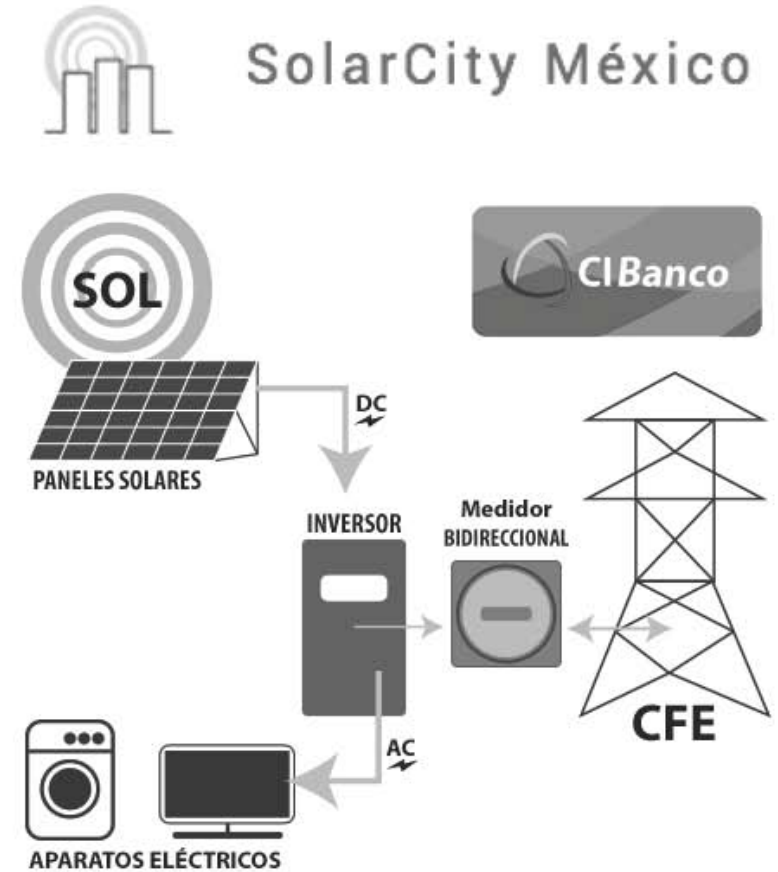 SolarCity México
SOL
CIBanco
DC
PANELES SOLARES
INVERSOR
Medidor
BIDIRECCIONAL
CFE
AC
APARATOS ELÉCTRICOS